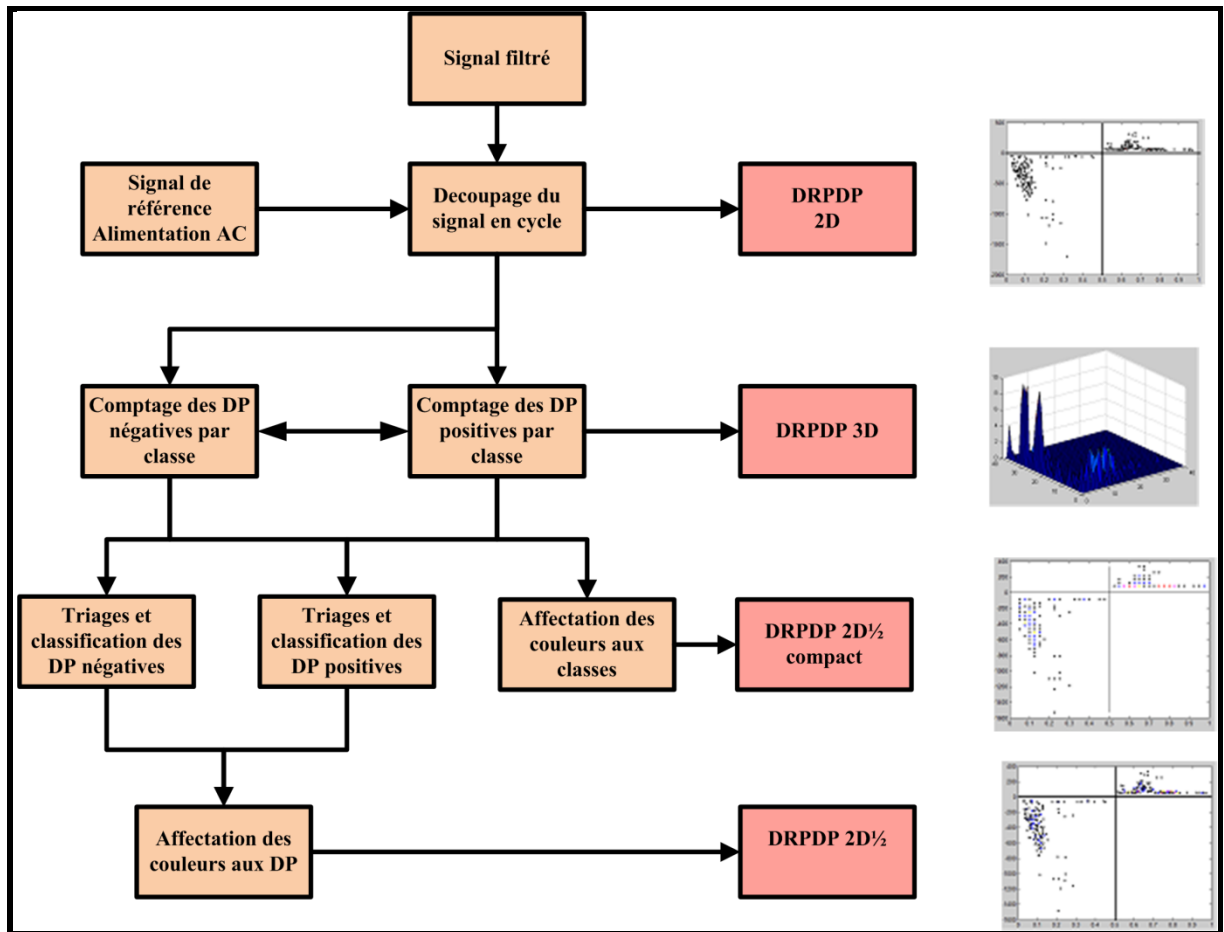 Signal filtré
Signal de
référence
Alimentation AC
Decoupage du
signal en cycle
DRPDP
2D
Comptage des DP
négatives par
classe
Comptage des DP
positives par
classe
DRPDP 3D
Triages et
classification des
DP négatives
Triages et
classification des
DP positives
Affectation des
couleurs aux
classes
DRPDP 2D½
compact
Affectation des
couleurs aux DP
DRPDP 2D½